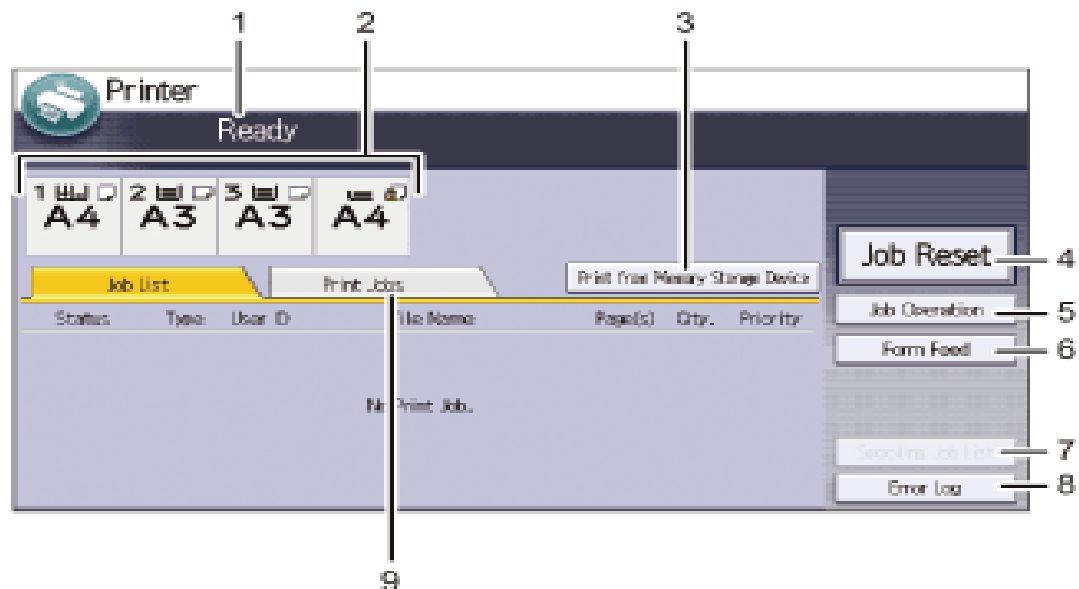 1 2 3
Printer
Ready
1 2 3
A4 A3 A3 A4
Job List Print Jobs Print from Memory Storage Device
Status Type User ID File Name Page(s) Qty. Priority
No Print Job.
Job Reset 4
Job Operation 5
Form Feed 6
Spooling Job List 7
Error Log 8
9